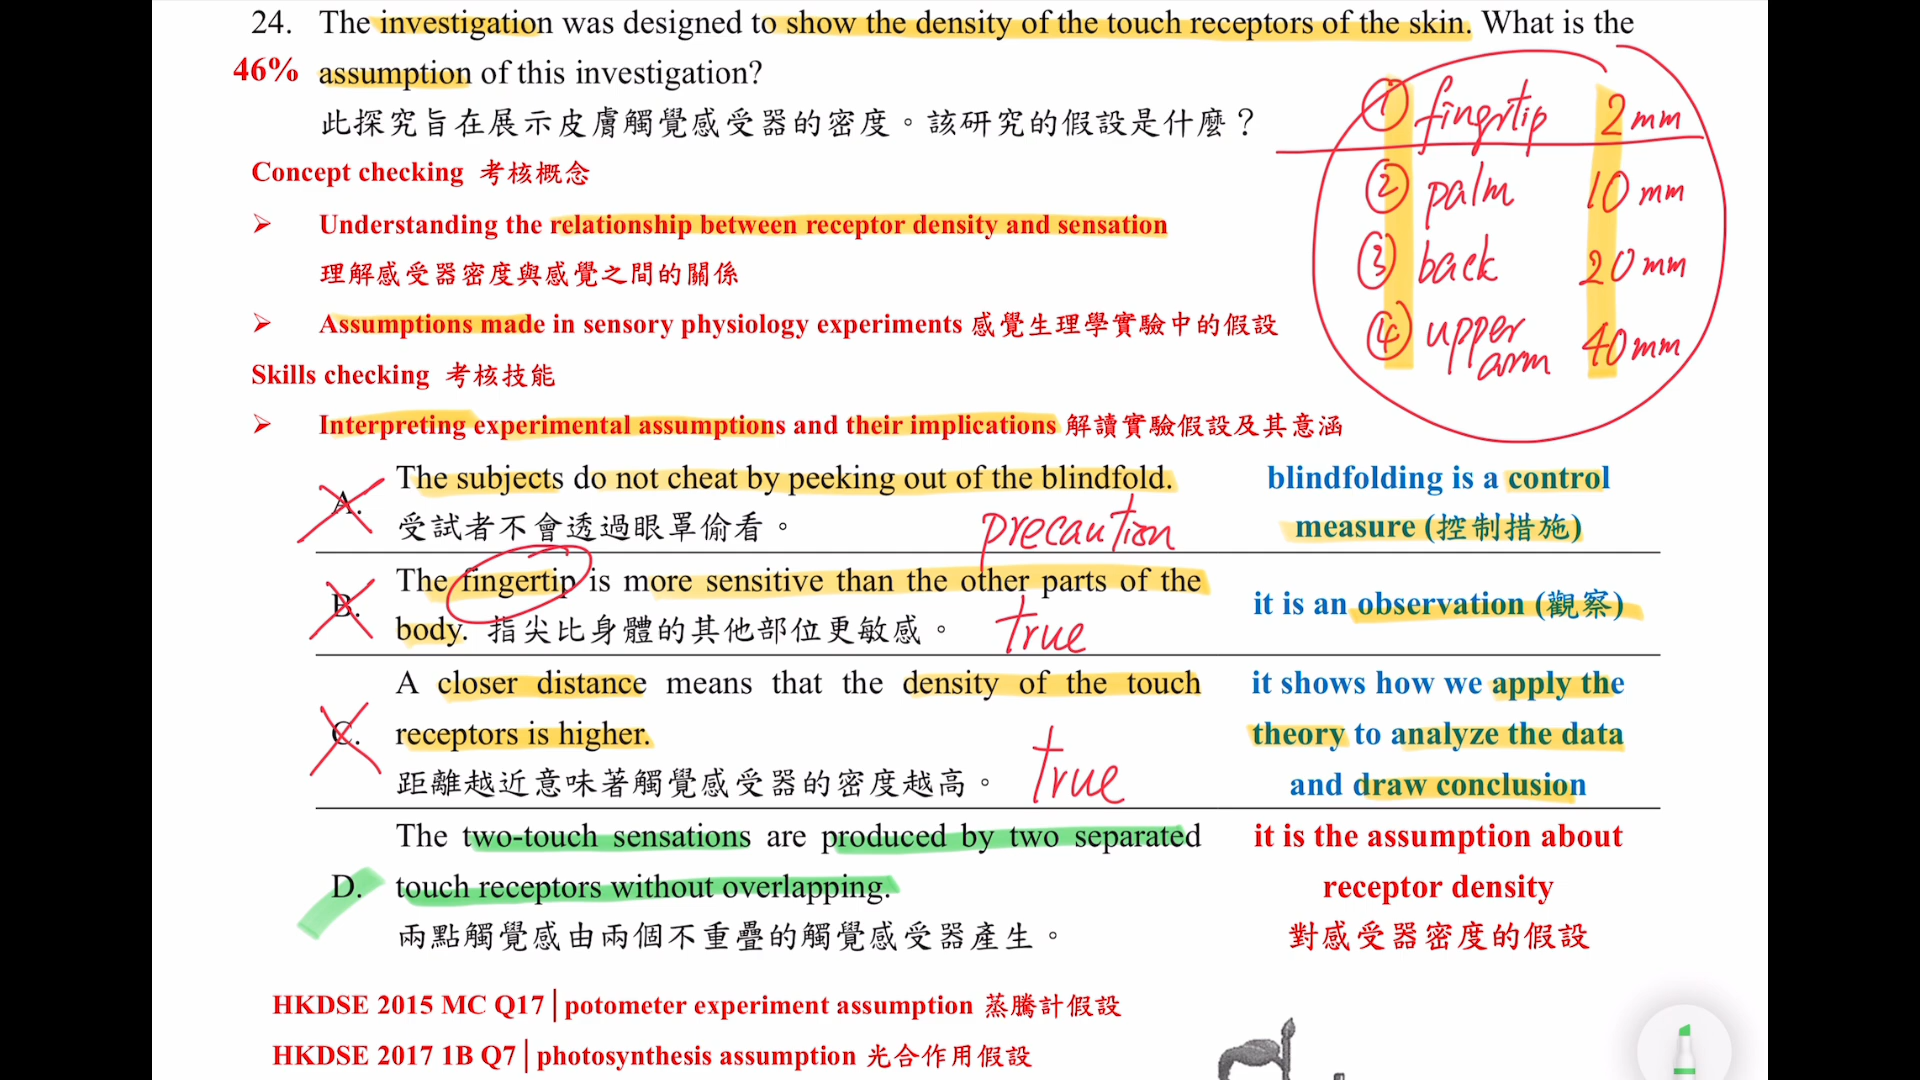 24. The investigation was designed to show the density of the touch receptors of the skin. What is the
46% assumption of this investigation?
此探究旨在展示皮膚觸覺感受器的密度。該研究的假設是什麼？
① fingrtip 2 mm
② palm 10 mm
③ back 20 mm
④ upper arm 40 mm
Concept checking 考核概念
➢ Understanding the relationship between receptor density and sensation
理解感受器密度與感覺之間的關係
➢ Assumptions made in sensory physiology experiments 感覺生理學實驗中的假設
Skills checking 考核技能
➢ Interpreting experimental assumptions and their implications 解讀實驗假設及其意涵
A. The subjects do not cheat by peeking out of the blindfold.
受試者不會透過眼罩偷看。
precaution
blindfolding is a control
measure (控制措施)
B. The fingertip is more sensitive than the other parts of the
body. 指尖比身體的其他部位更敏感。
true
it is an observation (觀察)
C. A closer distance means that the density of the touch
receptors is higher.
距離越近意味著觸覺感受器的密度越高。
true
it shows how we apply the
theory to analyze the data
and draw conclusion
D. The two-touch sensations are produced by two separated
touch receptors without overlapping.
兩點觸覺感由兩個不重疊的觸覺感受器產生。
it is the assumption about
receptor density
對感受器密度的假設
HKDSE 2015 MC Q17│potometer experiment assumption 蒸騰計假設
HKDSE 2017 1B Q7│photosynthesis assumption 光合作用假設